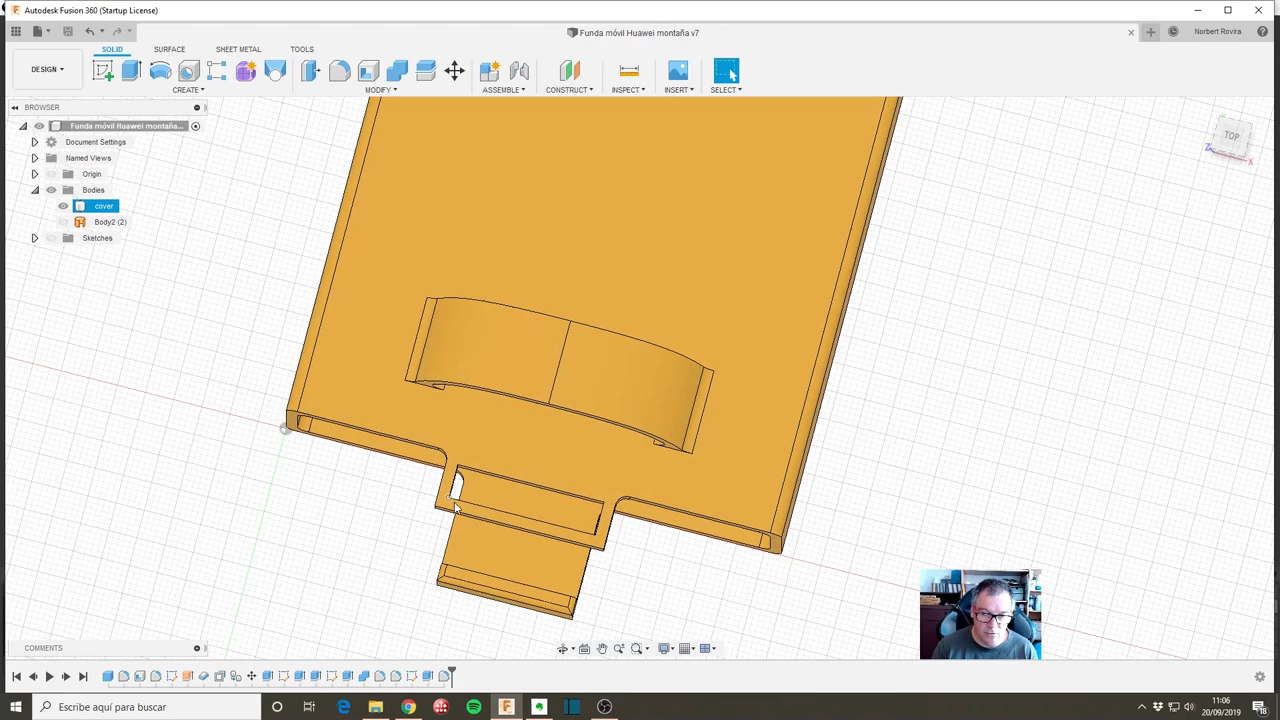 Autodesk Fusion 360 (Startup License)
Funda móvil Huawei montaña v7
Norbert Rovira
SOLID SURFACE SHEET METAL TOOLS
DESIGN
CREATE MODIFY ASSEMBLE CONSTRUCT INSPECT INSERT SELECT
BROWSER
Funda móvil Huawei montaña...
Document Settings
Named Views
Origin
Bodies
cover
Body2 (2)
Sketches
TOP
Z
X
COMMENTS
Escribe aquí para buscar
11:06
20/09/2019
18